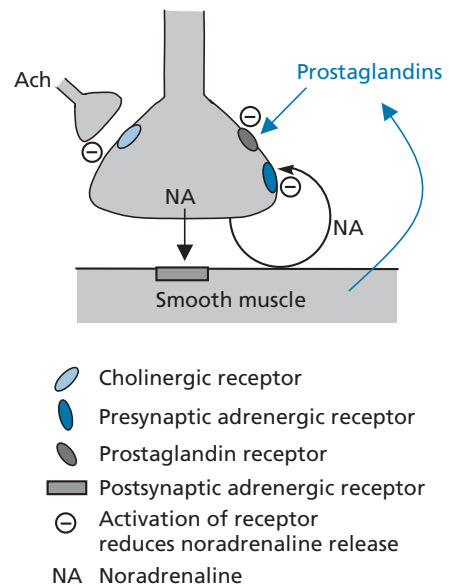 Ach
Prostaglandins
⊖
⊖
NA
⊖
NA
Smooth muscle
Cholinergic receptor
Presynaptic adrenergic receptor
Prostaglandin receptor
Postsynaptic adrenergic receptor
⊖ Activation of receptor
reduces noradrenaline release
NA Noradrenaline